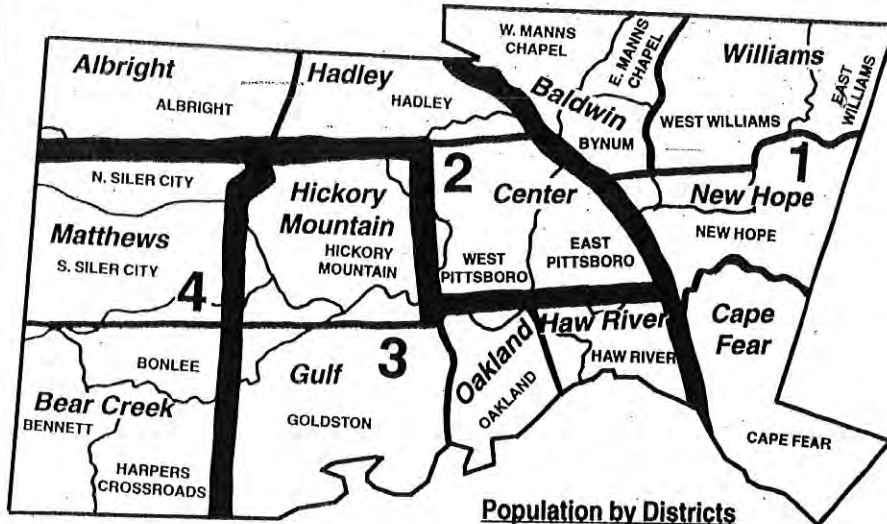 W. MANNS
CHAPEL
E. MANNS
CHAPEL
Williams
EAST
WILLIAMS
Albright
ALBRIGHT
Hadley
HADLEY
Baldwin
BYNUM
WEST WILLIAMS
1
N. SILER CITY
2
Hickory
Mountain
HICKORY
MOUNTAIN
Center
New Hope
NEW HOPE
Matthews
S. SILER CITY
4
WEST
PITTSBORO
EAST
PITTSBORO
Cape
Fear
Haw River
HAW RIVER
BONLEE
Gulf
3
Oakland
OAKLAND
Bear Creek
BENNETT
GOLDSTON
CAPE FEAR
HARPERS
CROSSROADS
Population by Districts